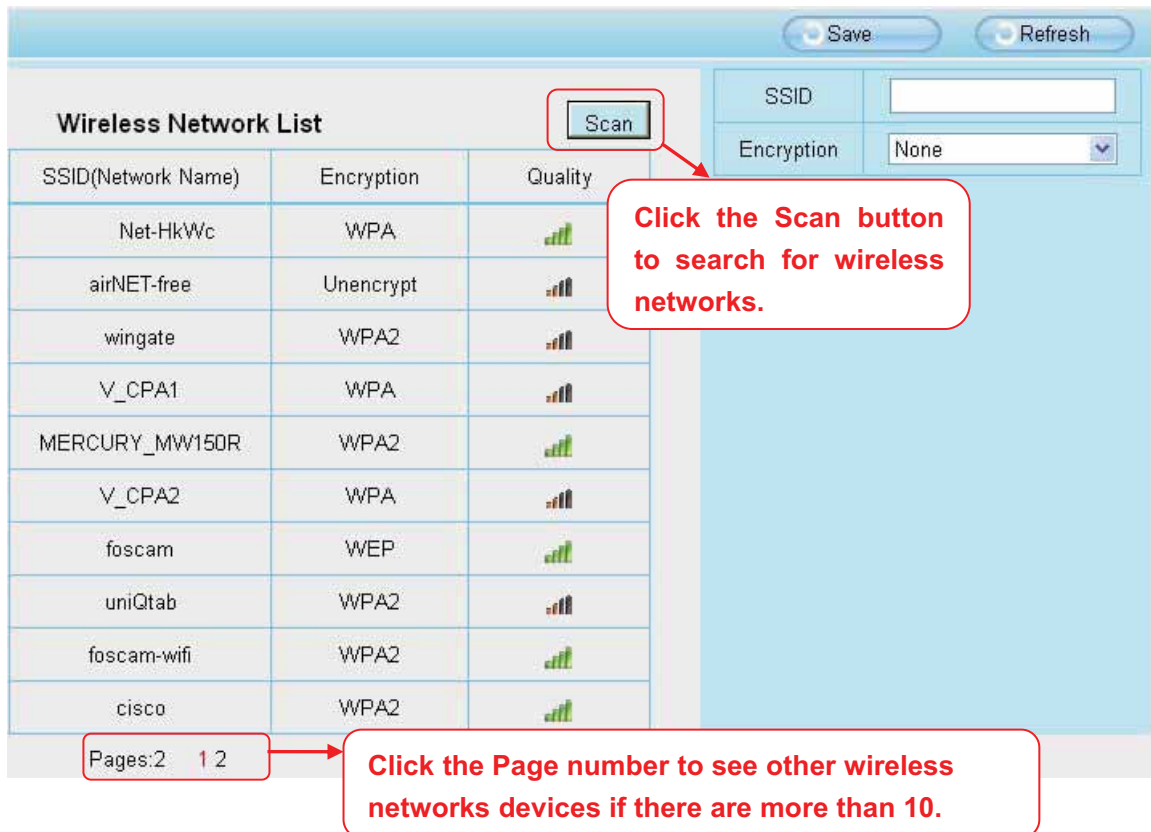 Save Refresh
Wireless Network List Scan
SSID
Encryption None
SSID(Network Name) Encryption Quality
Net-HkWc WPA
airNET-free Unencrypt
wingate WPA2
V_CPA1 WPA
MERCURY_MW150R WPA2
V_CPA2 WPA
foscam WEP
uniQtab WPA2
foscam-wifi WPA2
cisco WPA2
Pages:2 1 2
Click the Scan button
to search for wireless
networks.
Click the Page number to see other wireless
networks devices if there are more than 10.